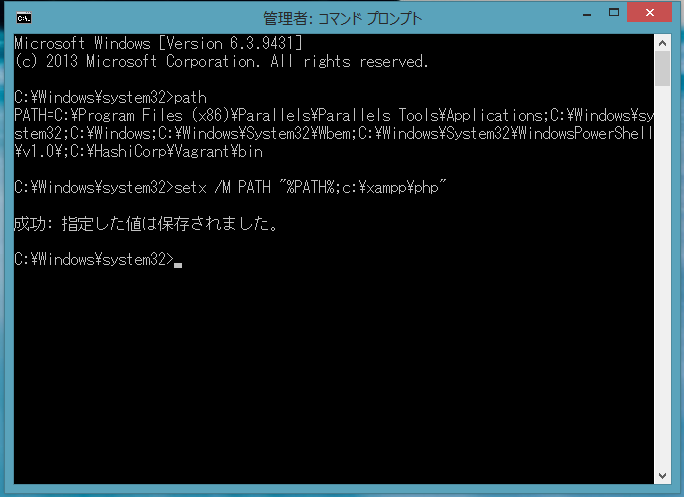 管理者: コマンド プロンプト
Microsoft Windows [Version 6.3.9431]
(c) 2013 Microsoft Corporation. All rights reserved.
C:¥Windows¥system32>path
PATH=C:¥Program Files (x86)¥Parallels¥Parallels Tools¥Applications;C:¥Windows¥sy
stem32;C:¥Windows;C:¥Windows¥System32¥Wbem;C:¥Windows¥System32¥WindowsPowerShell
¥v1.0¥;C:¥HashiCorp¥Vagrant¥bin
C:¥Windows¥system32>setx /M PATH "%PATH%;c:¥xampp¥php"
成功: 指定した値は保存されました。
C:¥Windows¥system32>